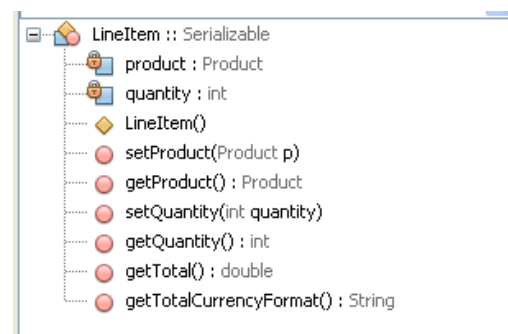 LineItem :: Serializable
product : Product
quantity : int
LineItem()
setProduct(Product p)
getProduct() : Product
setQuantity(int quantity)
getQuantity() : int
getTotal() : double
getTotalCurrencyFormat() : String